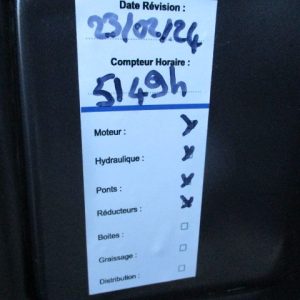 Date Révision :
23/02/24
Compteur Horaire :
5149h
Moteur :
Hydraulique :
Ponts :
Réducteurs :
Boites :
Graissage :
Distribution :